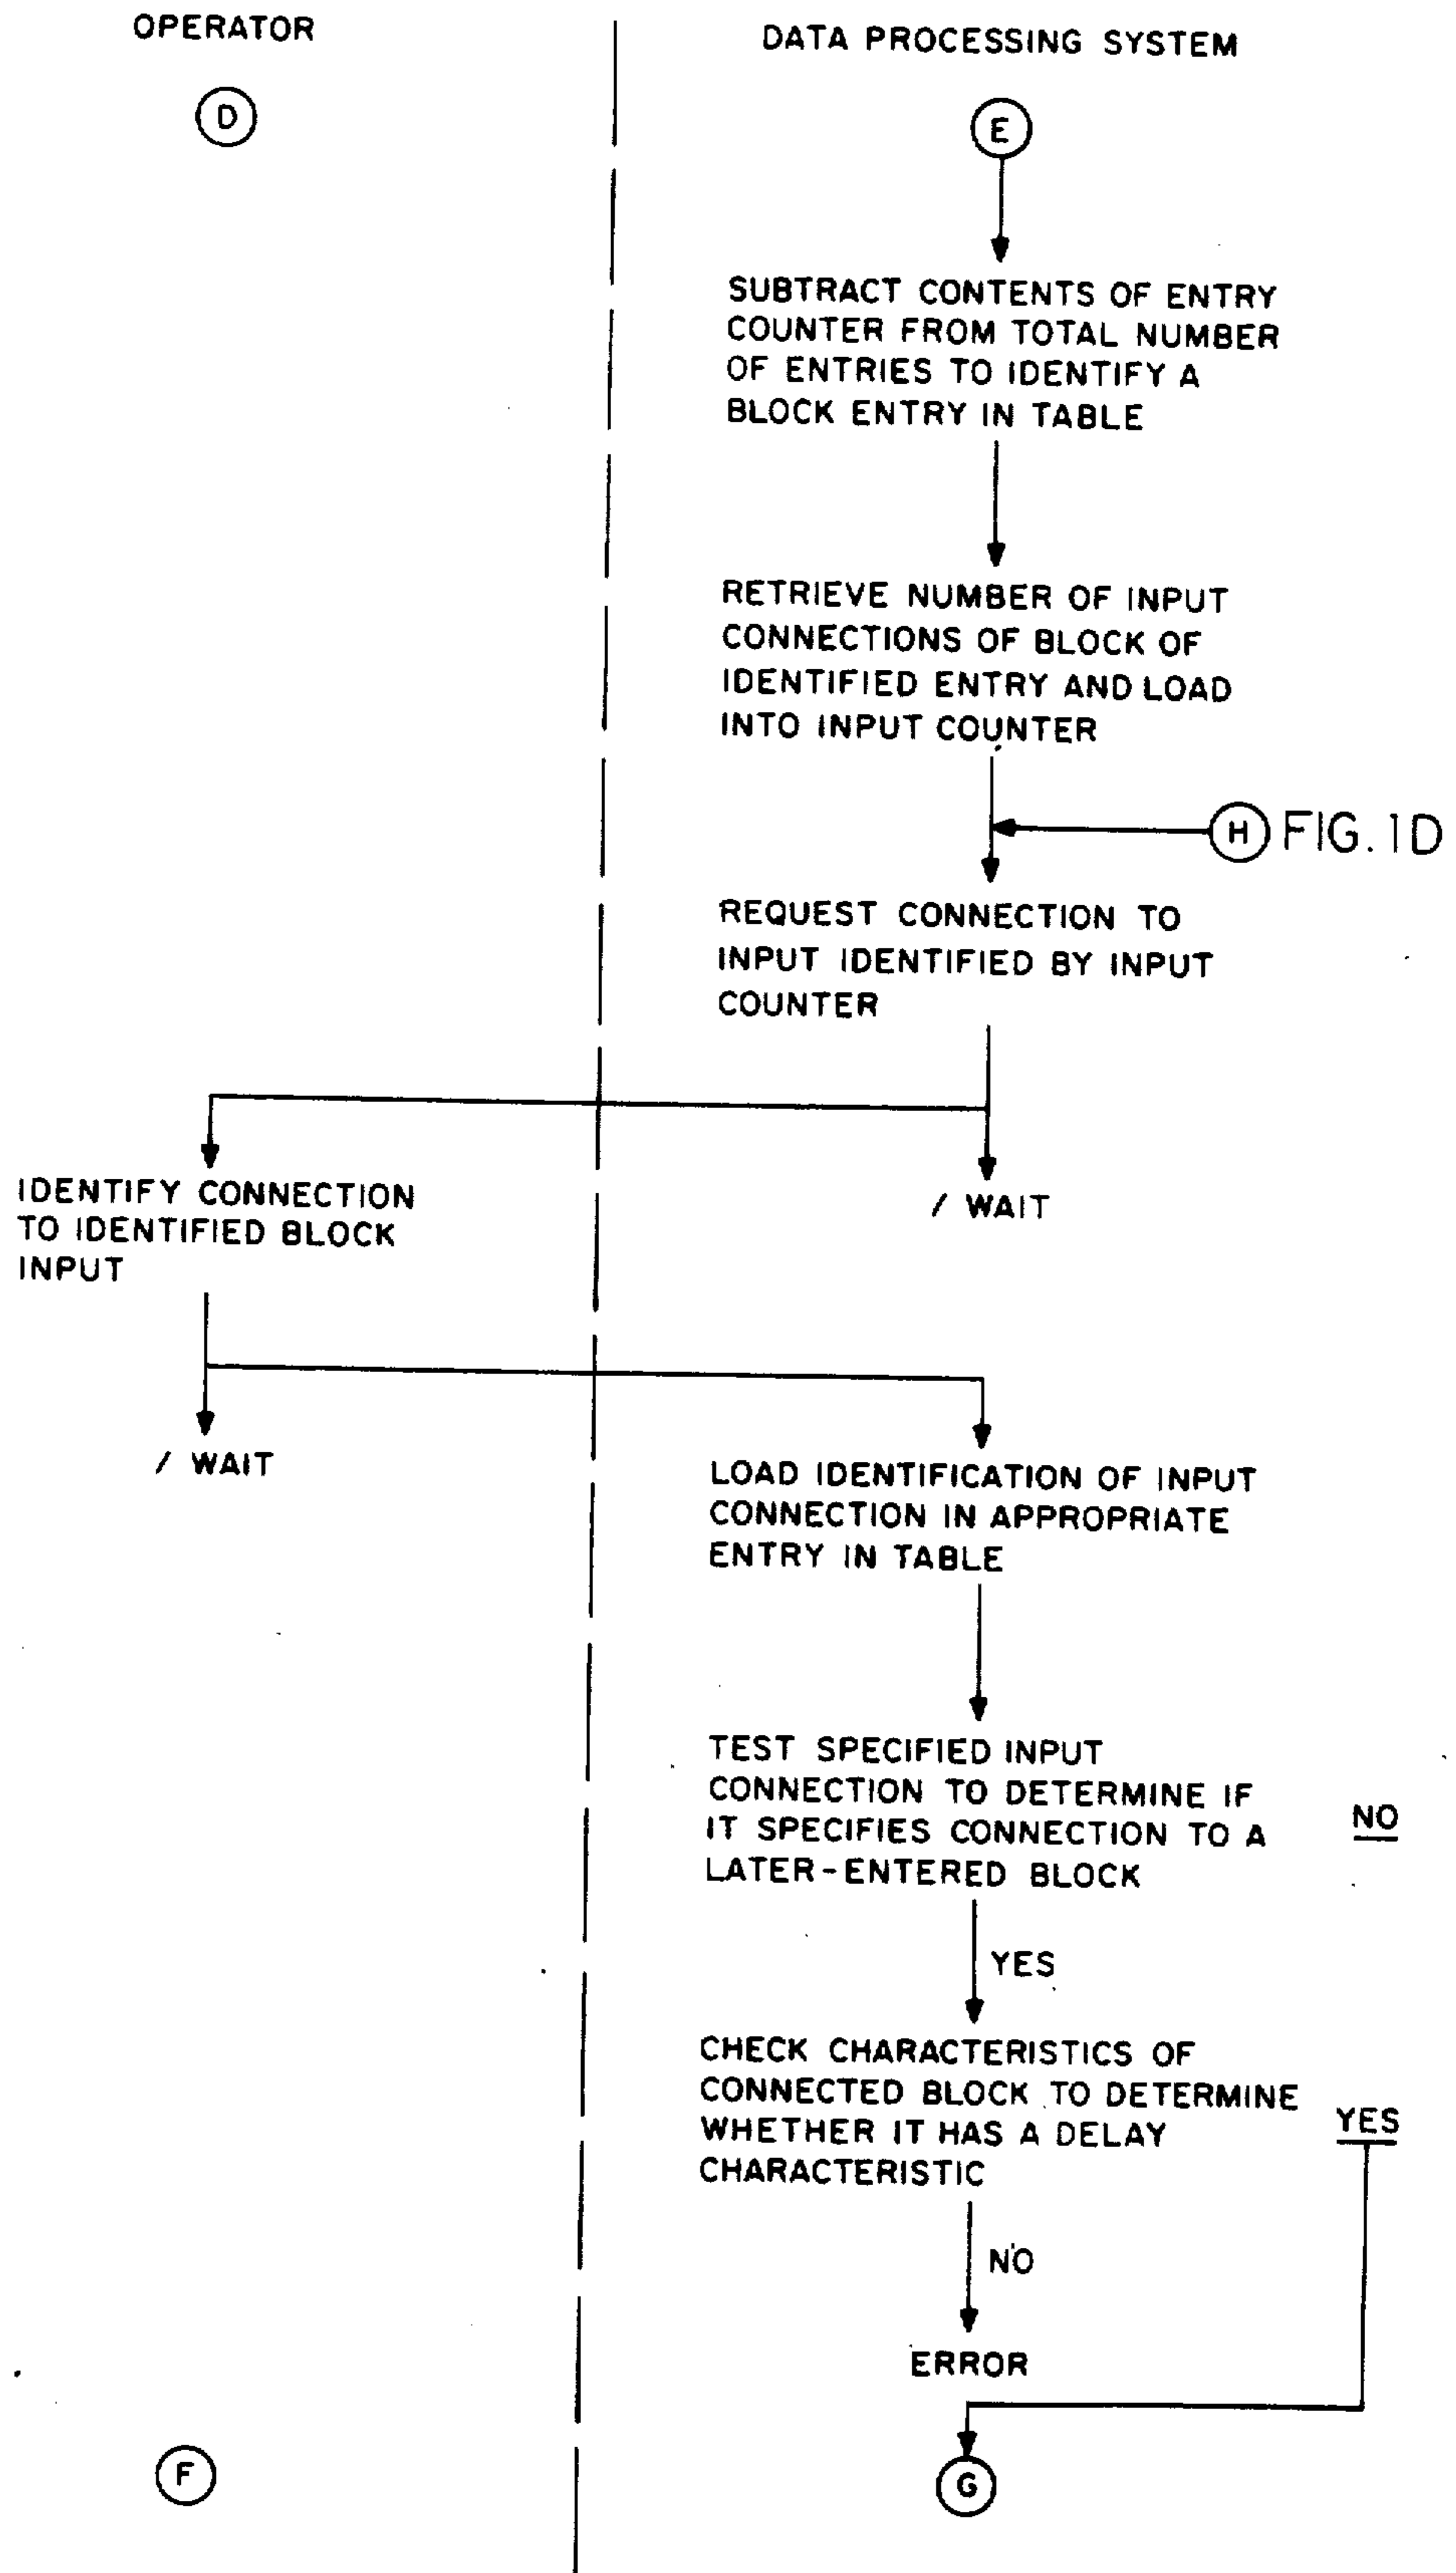 OPERATOR
DATA PROCESSING SYSTEM
D
E
SUBTRACT CONTENTS OF ENTRY
COUNTER FROM TOTAL NUMBER
OF ENTRIES TO IDENTIFY A
BLOCK ENTRY IN TABLE
RETRIEVE NUMBER OF INPUT
CONNECTIONS OF BLOCK OF
IDENTIFIED ENTRY AND LOAD
INTO INPUT COUNTER
H FIG. 1D
REQUEST CONNECTION TO
INPUT IDENTIFIED BY INPUT
COUNTER
IDENTIFY CONNECTION
TO IDENTIFIED BLOCK
INPUT
/ WAIT
/ WAIT
LOAD IDENTIFICATION OF INPUT
CONNECTION IN APPROPRIATE
ENTRY IN TABLE
TEST SPECIFIED INPUT
CONNECTION TO DETERMINE IF
IT SPECIFIES CONNECTION TO A
LATER-ENTERED BLOCK
NO
YES
CHECK CHARACTERISTICS OF
CONNECTED BLOCK TO DETERMINE
WHETHER IT HAS A DELAY
CHARACTERISTIC
YES
NO
ERROR
F
G